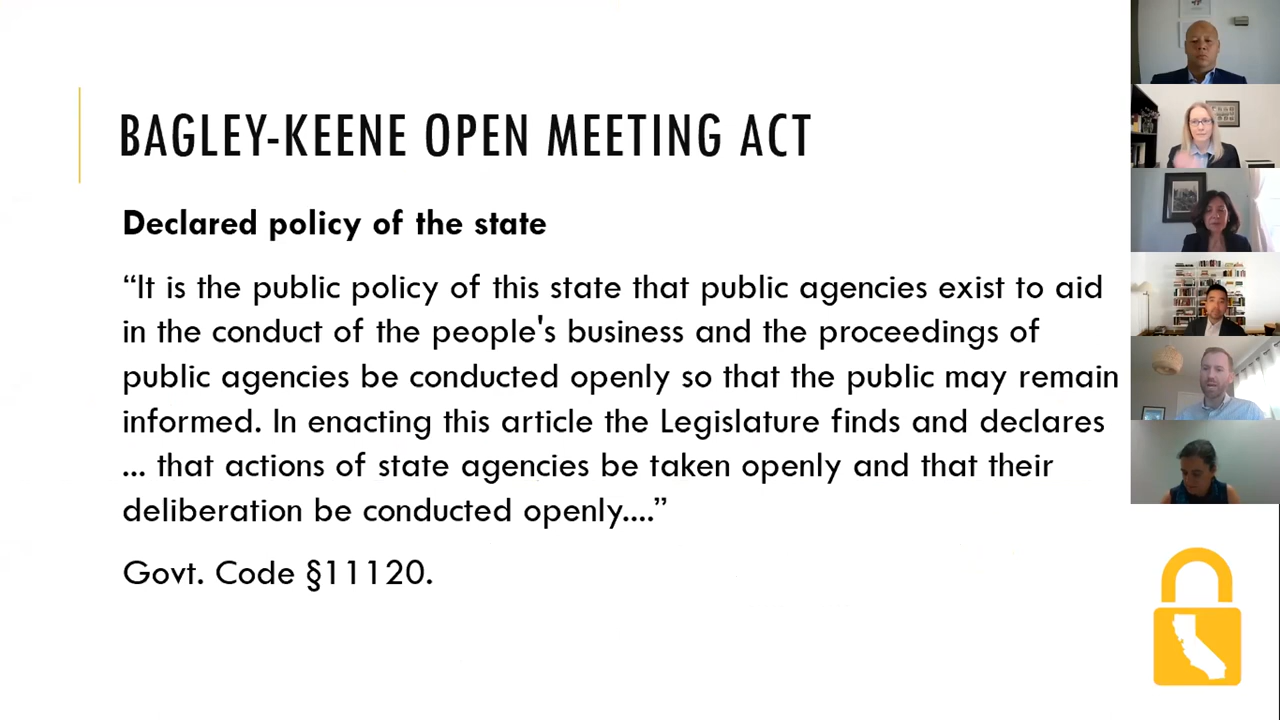 BAGLEY-KEENE OPEN MEETING ACT
Declared policy of the state
“It is the public policy of this state that public agencies exist to aid
in the conduct of the people's business and the proceedings of
public agencies be conducted openly so that the public may remain
informed. In enacting this article the Legislature finds and declares
... that actions of state agencies be taken openly and that their
deliberation be conducted openly....”
Govt. Code §11120.